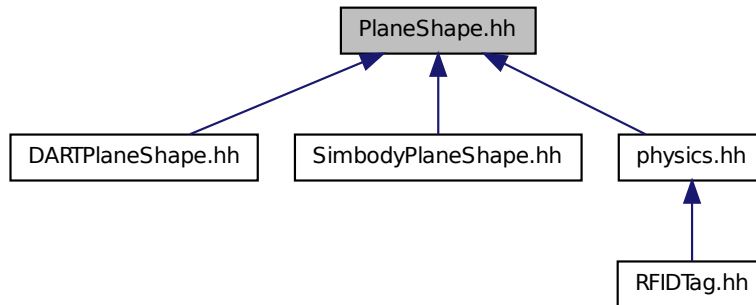 PlaneShape.hh
DARTPlaneShape.hh
SimbodyPlaneShape.hh
physics.hh
RFIDTag.hh